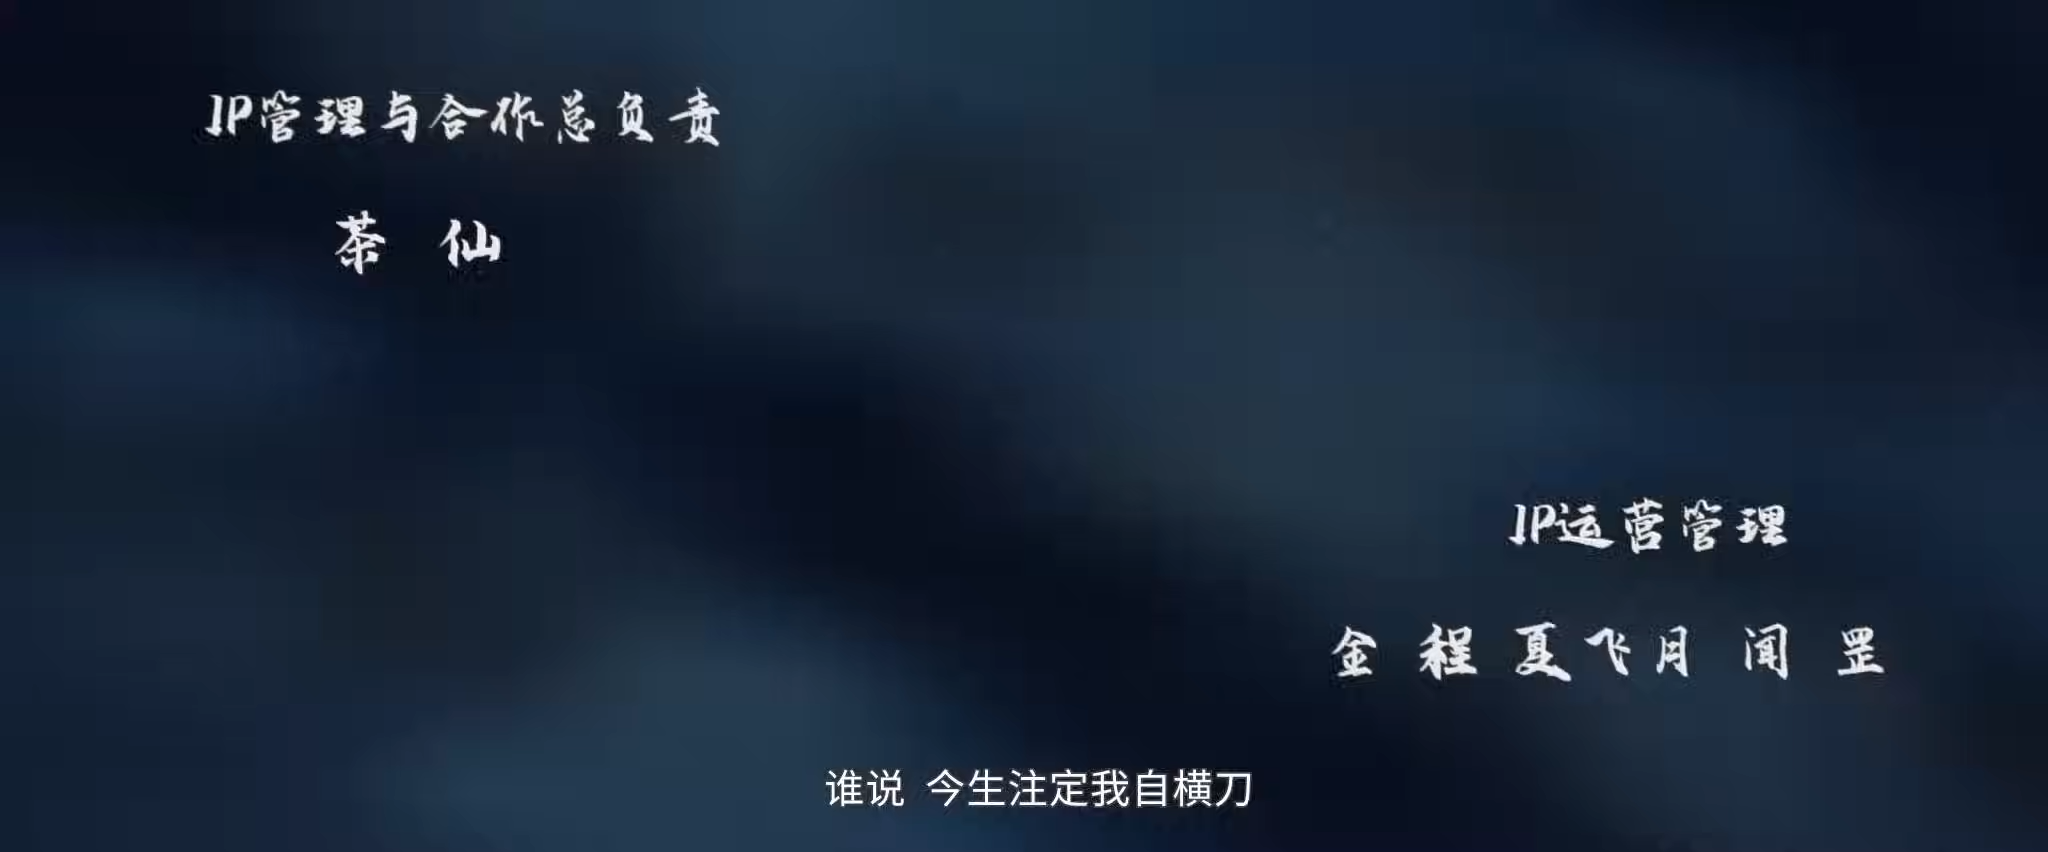 IP管理与合作总负责
茶 仙
IP运营管理
金 程 夏飞月 闻 罡
谁说 今生注定我自横刀